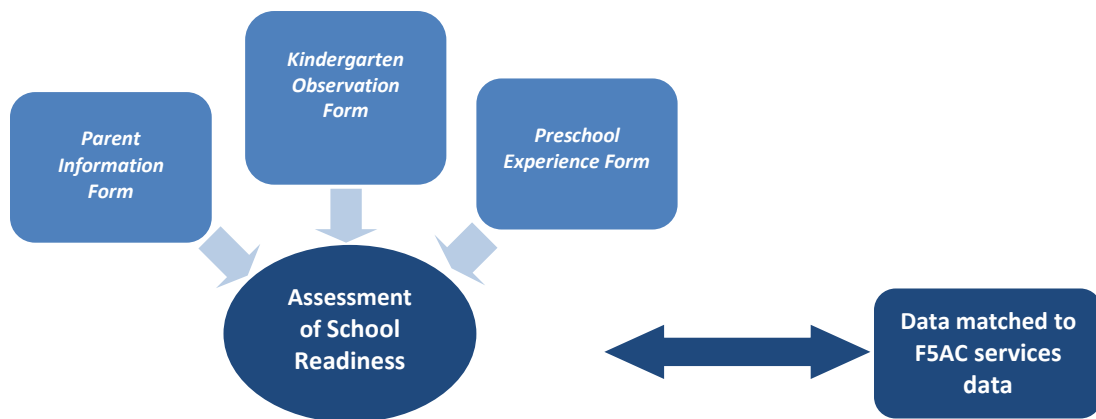 Kindergarten
Observation
Form
Parent
Information
Form
Preschool
Experience Form
Assessment
of School
Readiness
Data matched to
F5AC services
data